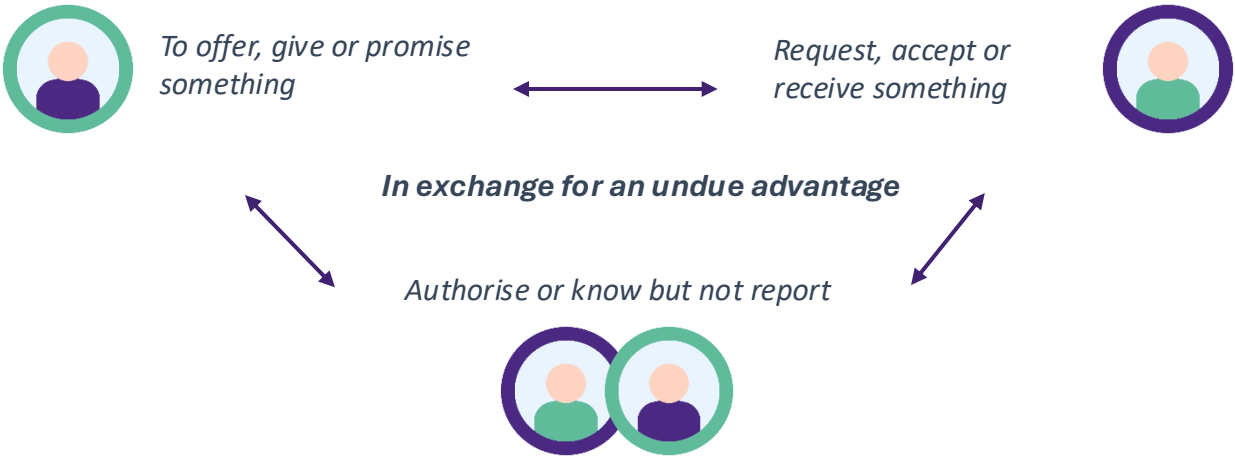 To offer, give or promise
something
Request, accept or
receive something
In exchange for an undue advantage
Authorise or know but not report